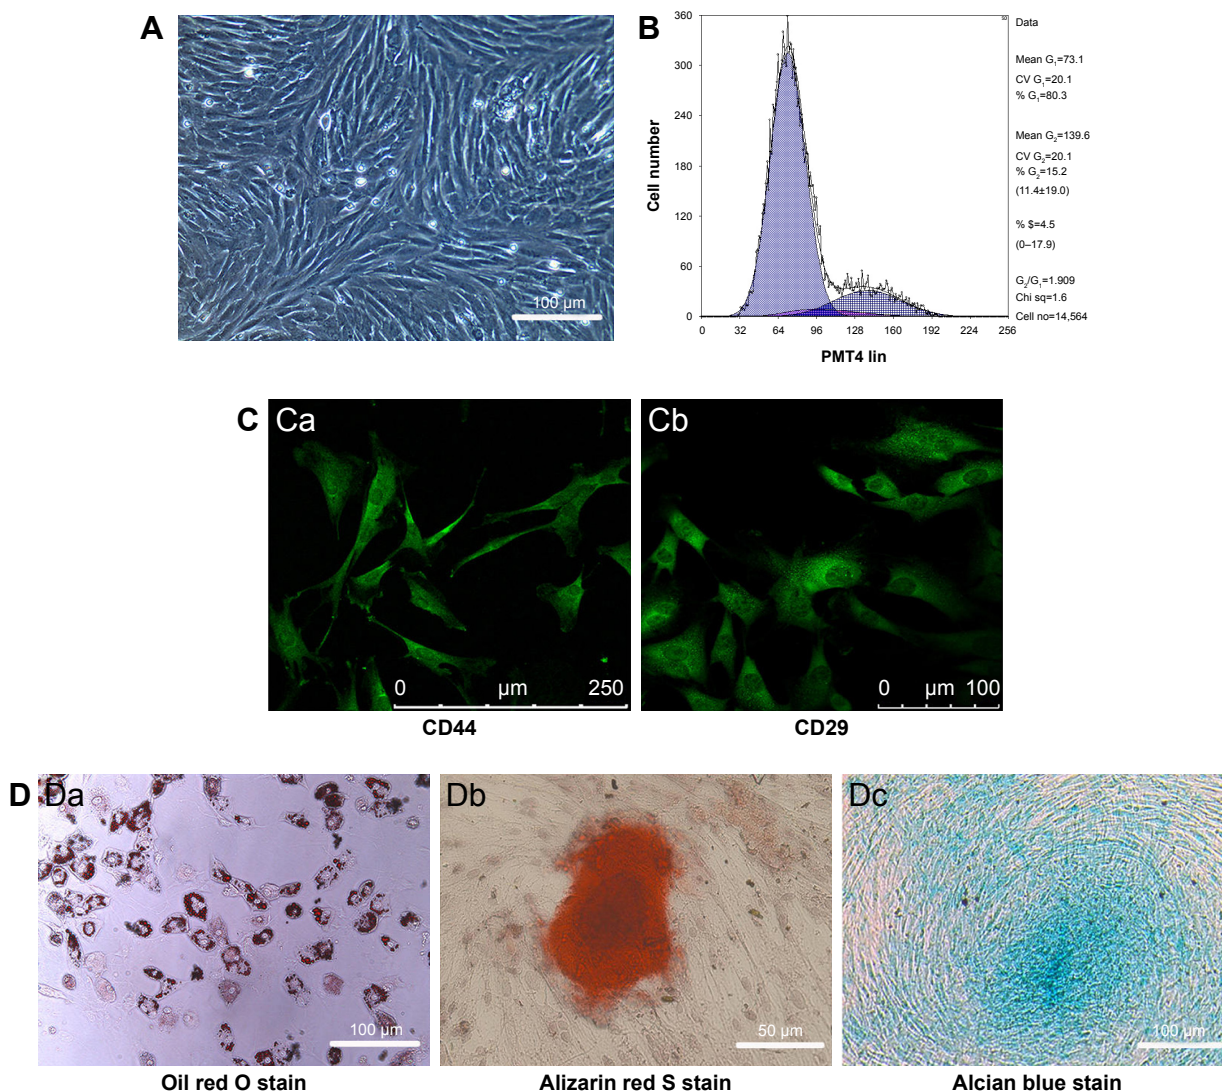 A
100 µm
B
Cell number
360
300
240
180
120
60
0
0 32 64 96 128 160 192 224 256
PMT4 lin
Data
Mean G₁=73.1
CV G₁=20.1
% G₁=80.3
Mean G₂=139.6
CV G₂=20.1
% G₂=15.2
(11.4±19.0)
% $=4.5
(0–17.9)
G₂/G₁=1.909
Chi sq=1.6
Cell no=14,564
C
Ca
0 µm 250
CD44
Cb
0 µm 100
CD29
D
Da
100 µm
Oil red O stain
Db
50 µm
Alizarin red S stain
Dc
100 µm
Alcian blue stain